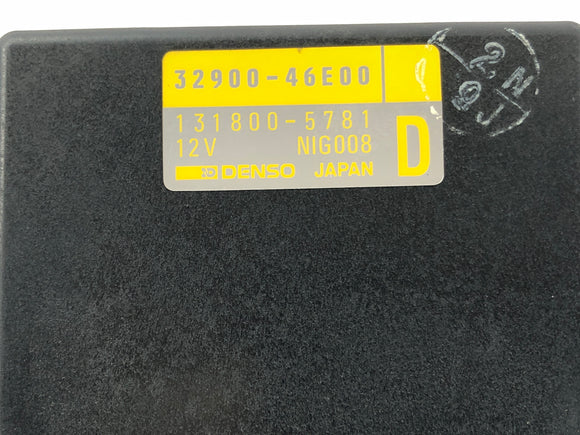 32900-46E00
131800-5781
12V NIG008 D
DENSO JAPAN